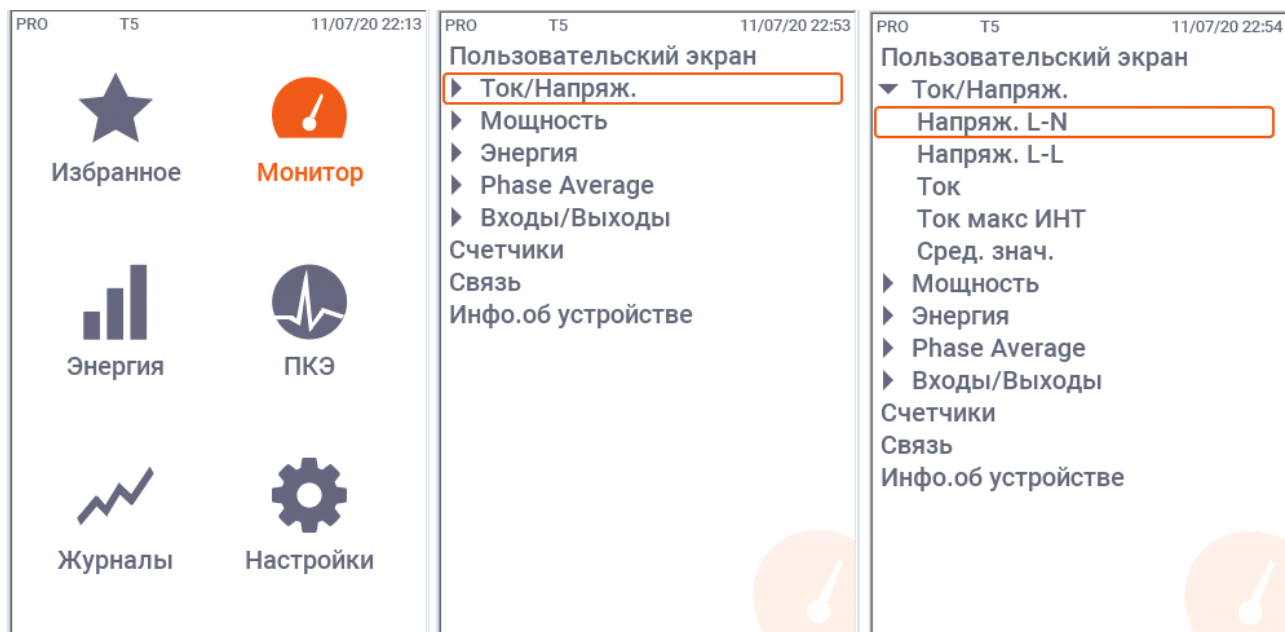 PRO T5 11/07/20 22:13
Избранное Монитор
Энергия ПКЭ
Журналы Настройки
PRO T5 11/07/20 22:53
Пользовательский экран
Ток/Напряж.
Мощность
Энергия
Phase Average
Входы/Выходы
Счетчики
Связь
Инфо.об устройстве
PRO T5 11/07/20 22:54
Пользовательский экран
Ток/Напряж.
Напряж. L-N
Напряж. L-L
Ток
Ток макс ИНТ
Сред. знач.
Мощность
Энергия
Phase Average
Входы/Выходы
Счетчики
Связь
Инфо.об устройстве